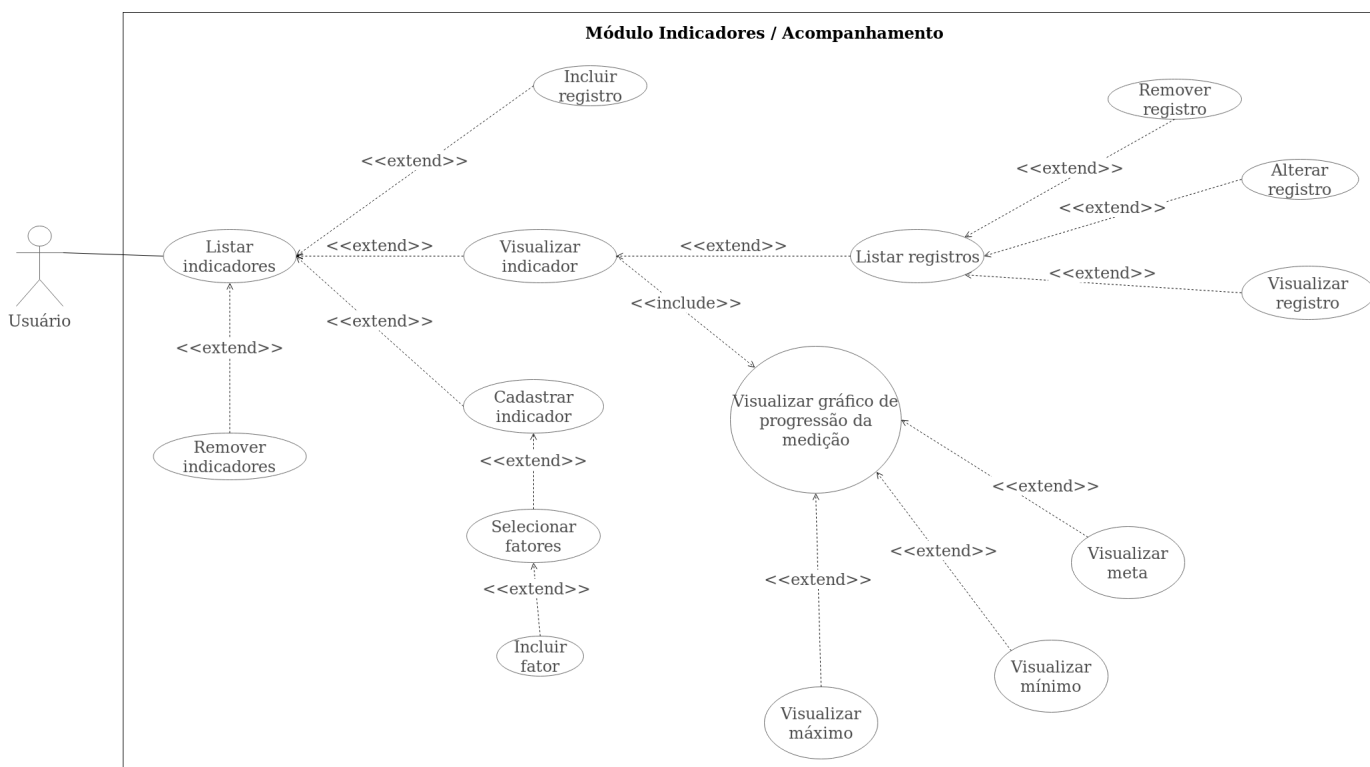 Módulo Indicadores / Acompanhamento
Incluir
registro
Remover
registro
<<extend>>
<<extend>>
Alterar
registro
<<extend>>
Usuário
Listar
indicadores
<<extend>>
Visualizar
indicador
<<extend>>
Listar registros
<<extend>>
Visualizar
registro
<<include>>
<<extend>>
<<extend>>
Cadastrar
indicador
Visualizar gráfico de
progressão da
medição
Remover
indicadores
<<extend>>
<<extend>>
Selecionar
fatores
<<extend>>
Visualizar
meta
<<extend>>
<<extend>>
Incluir
fator
Visualizar
mínimo
Visualizar
máximo